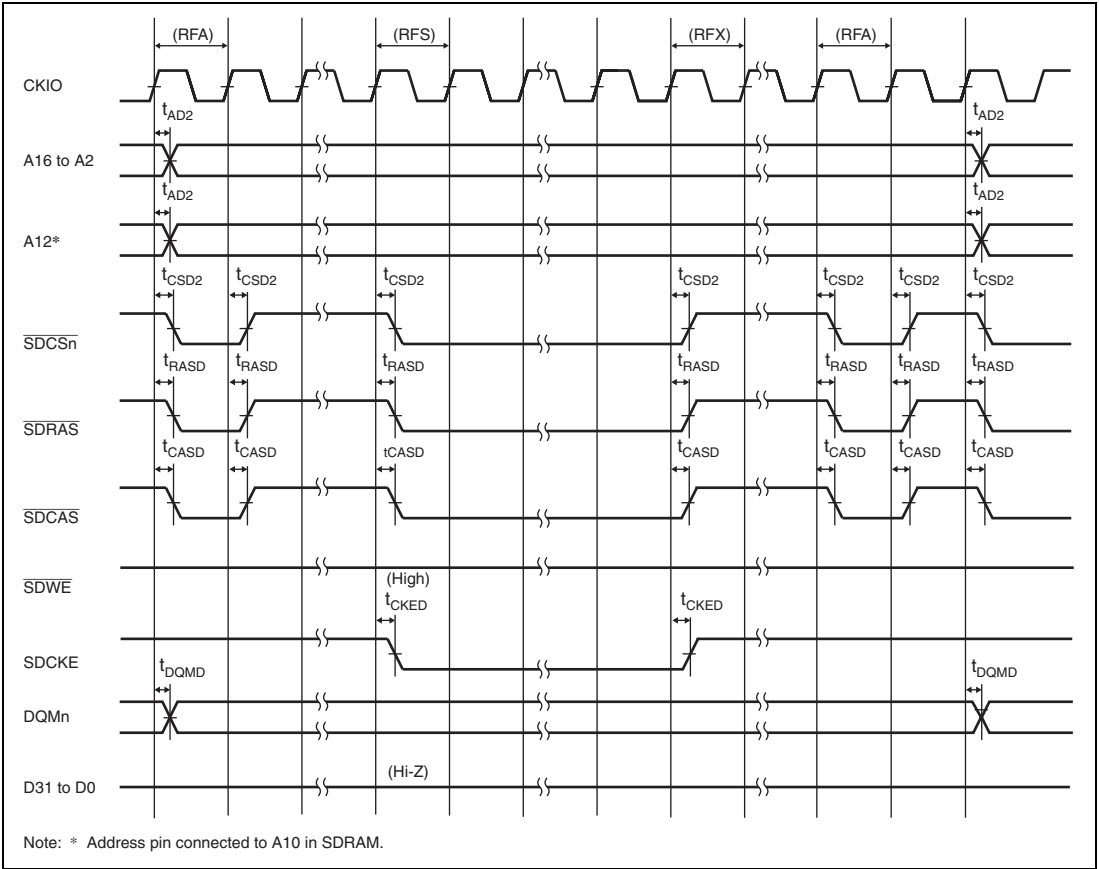 (RFA) (RFS) (RFX) (RFA)
CKIO
tAD2 tAD2
A16 to A2
tAD2 tAD2
A12*
tCSD2 tCSD2 tCSD2 tCSD2 tCSD2 tCSD2 tCSD2
SDCSn
tRASD tRASD tRASD tRASD tRASD tRASD tRASD
SDRAS
tCASD tCASD tCASD tCASD tCASD tCASD tCASD
SDCAS
SDWE (High)
tCKED tCKED
SDCKE
tDQMD tDQMD
DQMn
(Hi-Z)
D31 to D0
Note: * Address pin connected to A10 in SDRAM.